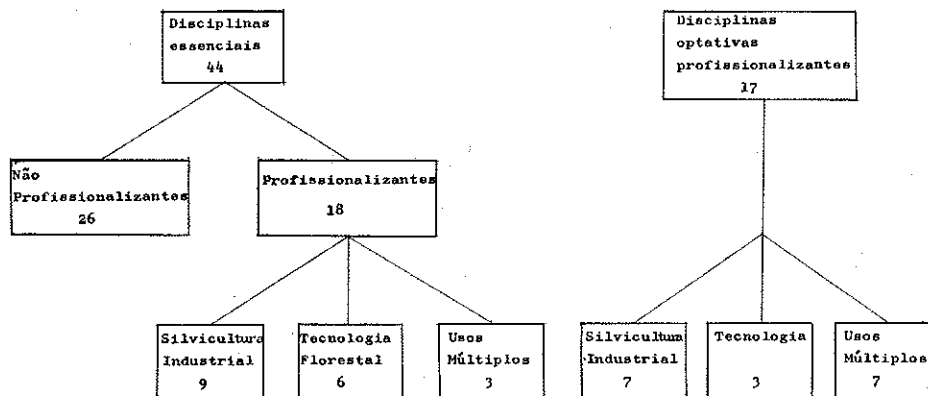 Disciplinas
essenciais
44
Disciplinas
optativas
profissionalizantes
17
Não
Profissionalizantes
26
Profissionalizantes
18
Silvicultura
Industrial
9
Tecnologia
Florestal
6
Usos
Múltiplos
3
Silvicultura
Industrial
7
Tecnologia
3
Usos
Múltiplos
7